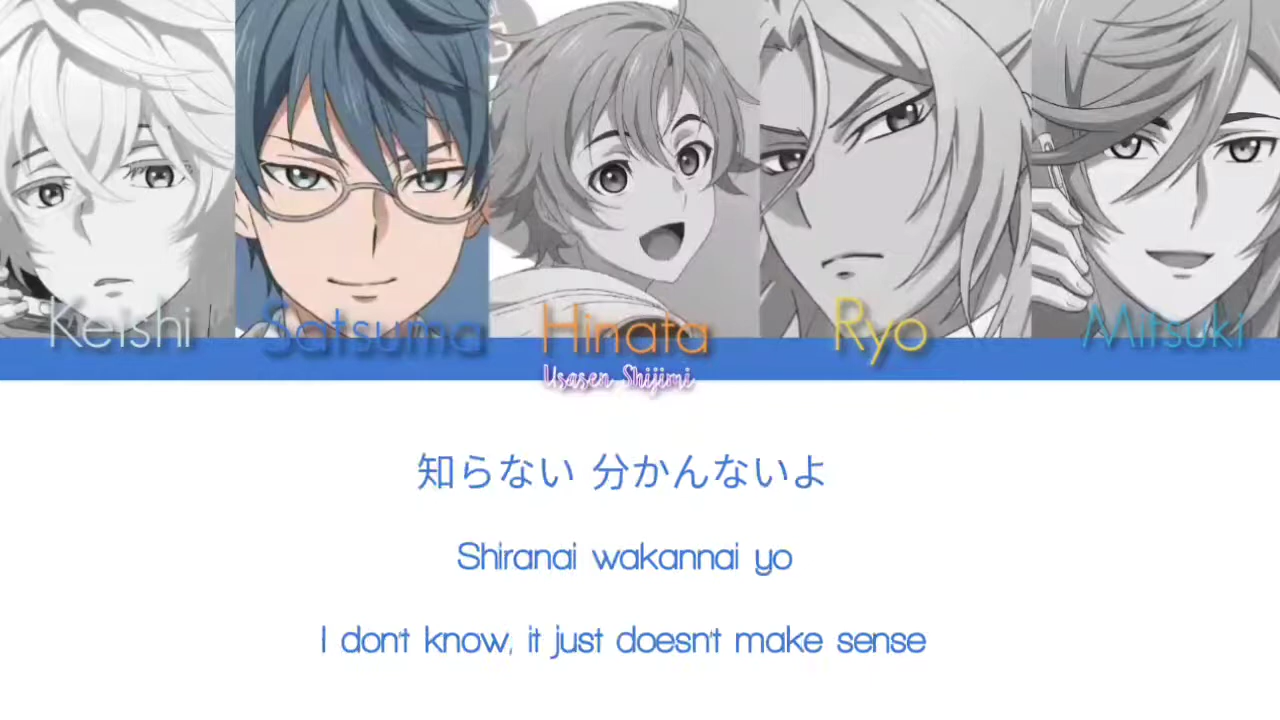 Keishi Satsuma Hinata Ryo Mitsuki
Usasen Shijimi
知らない 分かんないよ
Shiranai wakannai yo
I don't know, it just doesn't make sense